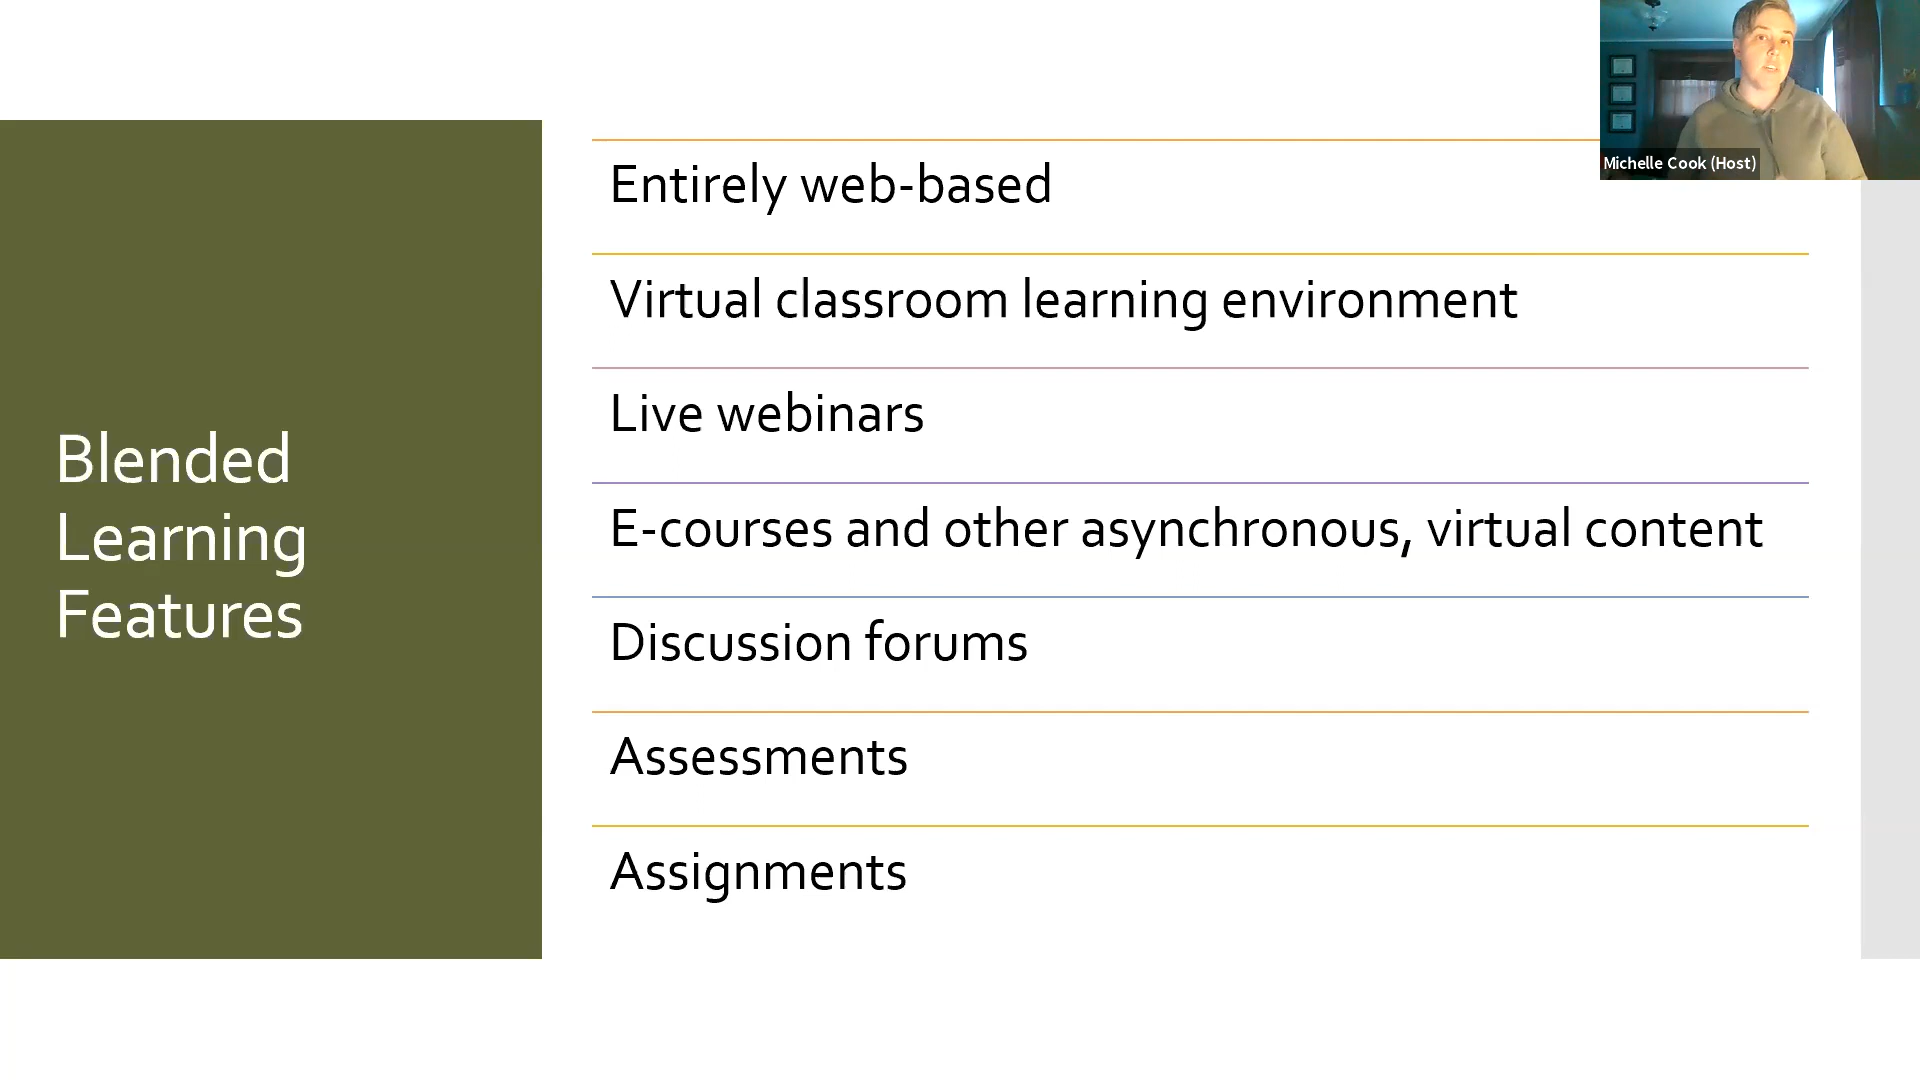 Blended
Learning
Features
Entirely web-based
Virtual classroom learning environment
Live webinars
E-courses and other asynchronous, virtual content
Discussion forums
Assessments
Assignments
Michelle Cook (Host)